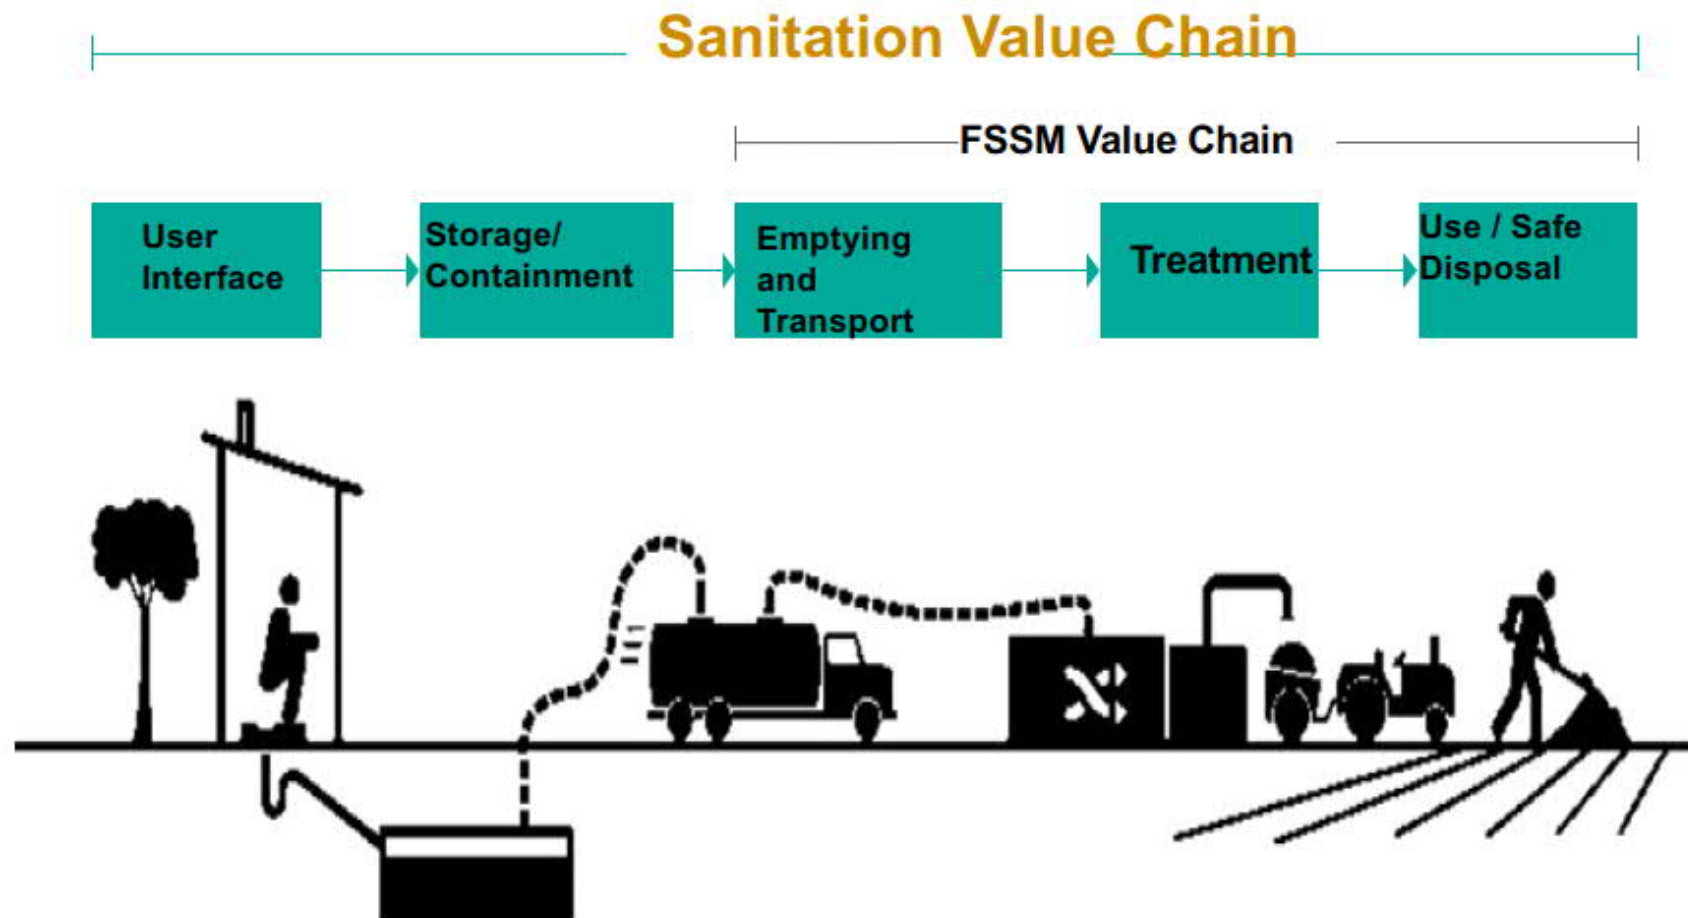 Sanitation Value Chain
FSSM Value Chain
User
Interface
Storage/
Containment
Emptying
and
Transport
Treatment
Use / Safe
Disposal